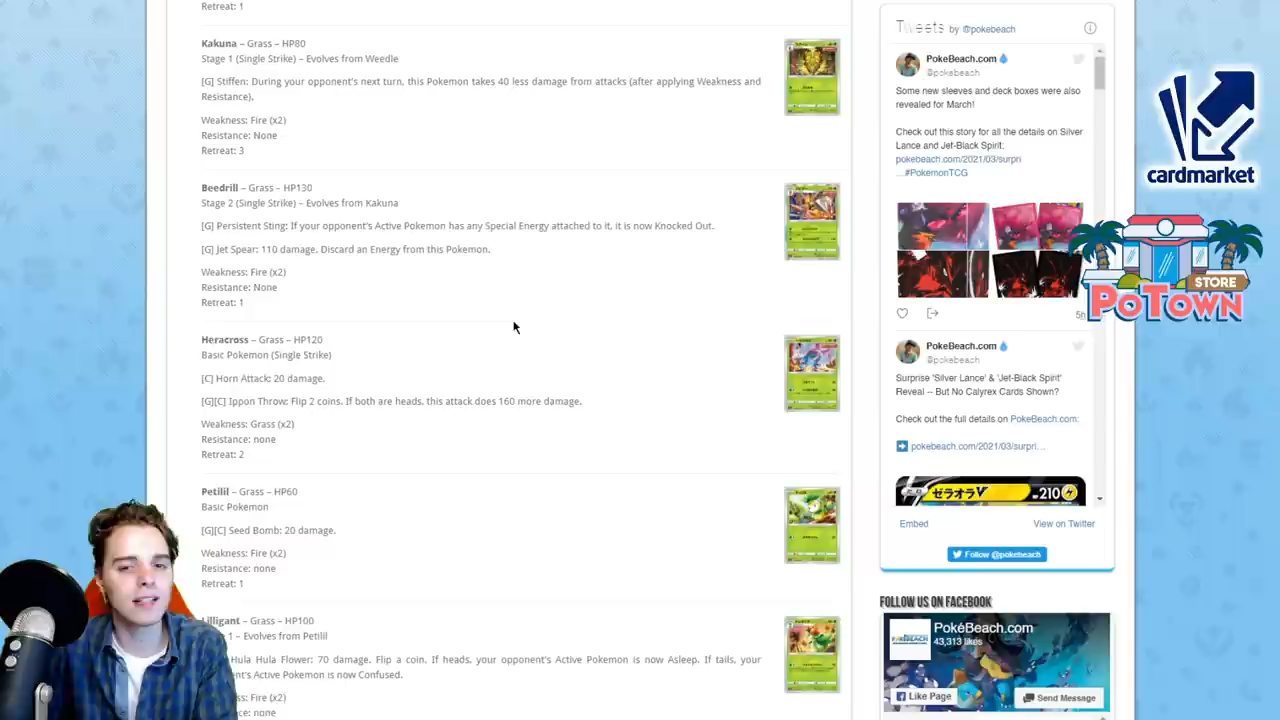 Retreat: 1
Kakuna – Grass – HP80
Stage 1 (Single Strike) – Evolves from Weedle
[G] Stiffen: During your opponent's next turn, this Pokemon takes 40 less damage from attacks (after applying Weakness and
Resistance).
Weakness: Fire (x2)
Resistance: None
Retreat: 3
Beedrill – Grass – HP130
Stage 2 (Single Strike) – Evolves from Kakuna
[G] Persistent Sting: If your opponent's Active Pokemon has any Special Energy attached to it, it is now Knocked Out.
[G] Jet Spear: 110 damage. Discard an Energy from this Pokemon.
Weakness: Fire (x2)
Resistance: None
Retreat: 1
Heracross – Grass – HP120
Basic Pokemon (Single Strike)
[C] Horn Attack: 20 damage.
[G][C] Ippon Throw: Flip 2 coins. If both are heads, this attack does 160 more damage.
Weakness: Grass (x2)
Resistance: none
Retreat: 2
Petilil – Grass – HP60
Basic Pokemon
[G][C] Seed Bomb: 20 damage.
Weakness: Fire (x2)
Resistance: none
Retreat: 1
Lilligant – Grass – HP100
1 – Evolves from Petilil
Hula Hula Flower: 70 damage. Flip a coin. If heads, your opponent's Active Pokemon is now Asleep. If tails, your
nt's Active Pokemon is now Confused.
ss: Fire (x2)
nce: none
Tweets by @pokebeach
PokeBeach.com
@pokebeach
Some new sleeves and deck boxes were also
revealed for March!
Check out this story for all the details on Silver
Lance and Jet-Black Spirit:
pokebeach.com/2021/03/surpri
…#PokemonTCG
5h
PokeBeach.com
@pokebeach
Surprise 'Silver Lance' & 'Jet-Black Spirit'
Reveal -- But No Calyrex Cards Shown?
Check out the full details on PokeBeach.com:
pokebeach.com/2021/03/surpri…
ゼラオラV
210
Embed
View on Twitter
Follow @pokebeach
FOLLOW US ON FACEBOOK
PokéBeach.com
43,313 likes
Like Page
Send Message
cardmarket
STORE
POTOWN